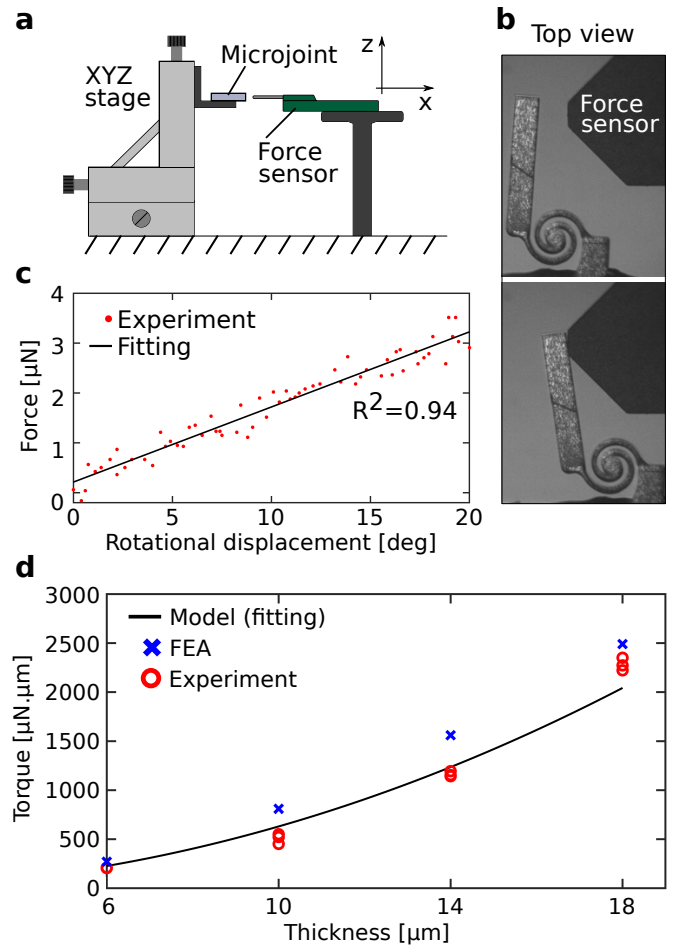 a
XYZ
stage
Microjoint
Force
sensor
z
x
b
Top view
Force
sensor
c
Force [µN]
4
3
2
1
0
Experiment
Fitting
R²=0.94
0 5 10 15 20
Rotational displacement [deg]
d
Torque [µN.µm]
3000
2500
2000
1500
1000
500
0
Model (fitting)
FEA
Experiment
6 10 14 18
Thickness [µm]